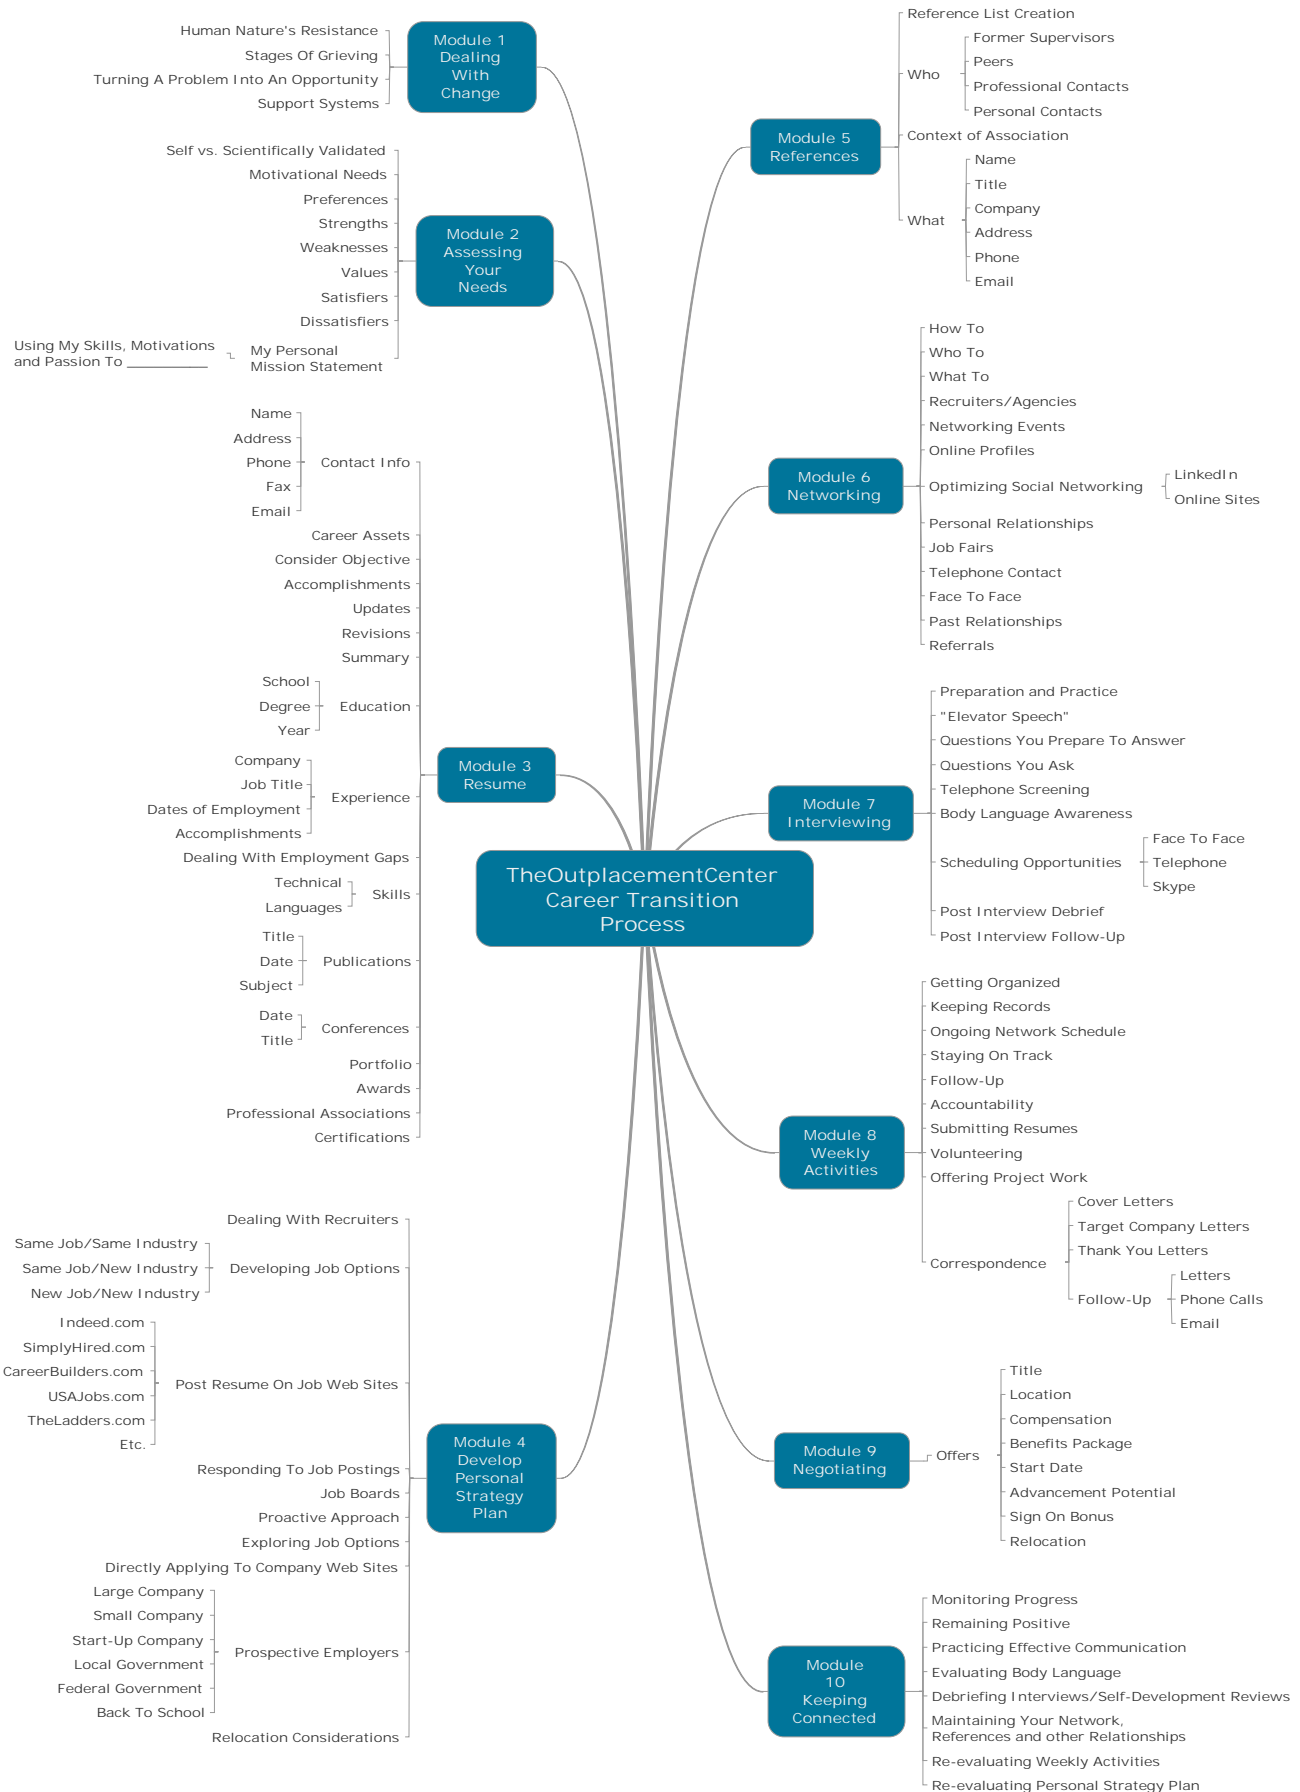 TheOutplacementCenter
Career Transition
Process
Module 1
Dealing
With
Change
Human Nature's Resistance
Stages Of Grieving
Turning A Problem Into An Opportunity
Support Systems
Module 2
Assessing
Your
Needs
Self vs. Scientifically Validated
Motivational Needs
Preferences
Strengths
Weaknesses
Values
Satisfiers
Dissatisfiers
My Personal
Mission Statement
Using My Skills, Motivations
and Passion To ___________
Module 3
Resume
Contact Info
Name
Address
Phone
Fax
Email
Career Assets
Consider Objective
Accomplishments
Updates
Revisions
Summary
Education
School
Degree
Year
Experience
Company
Job Title
Dates of Employment
Accomplishments
Dealing With Employment Gaps
Skills
Technical
Languages
Publications
Title
Date
Subject
Conferences
Date
Title
Portfolio
Awards
Professional Associations
Certifications
Module 4
Develop
Personal
Strategy
Plan
Dealing With Recruiters
Developing Job Options
Same Job/Same Industry
Same Job/New Industry
New Job/New Industry
Post Resume On Job Web Sites
Indeed.com
SimplyHired.com
CareerBuilders.com
USAJobs.com
TheLadders.com
Etc.
Responding To Job Postings
Job Boards
Proactive Approach
Exploring Job Options
Directly Applying To Company Web Sites
Prospective Employers
Large Company
Small Company
Start-Up Company
Local Government
Federal Government
Back To School
Relocation Considerations
Module 5
References
Reference List Creation
Who
Former Supervisors
Peers
Professional Contacts
Personal Contacts
Context of Association
What
Name
Title
Company
Address
Phone
Email
Module 6
Networking
How To
Who To
What To
Recruiters/Agencies
Networking Events
Online Profiles
Optimizing Social Networking
LinkedIn
Online Sites
Personal Relationships
Job Fairs
Telephone Contact
Face To Face
Past Relationships
Referrals
Module 7
Interviewing
Preparation and Practice
"Elevator Speech"
Questions You Prepare To Answer
Questions You Ask
Telephone Screening
Body Language Awareness
Scheduling Opportunities
Face To Face
Telephone
Skype
Post Interview Debrief
Post Interview Follow-Up
Module 8
Weekly
Activities
Getting Organized
Keeping Records
Ongoing Network Schedule
Staying On Track
Follow-Up
Accountability
Submitting Resumes
Volunteering
Offering Project Work
Correspondence
Cover Letters
Target Company Letters
Thank You Letters
Follow-Up
Letters
Phone Calls
Email
Module 9
Negotiating
Offers
Title
Location
Compensation
Benefits Package
Start Date
Advancement Potential
Sign On Bonus
Relocation
Module
10
Keeping
Connected
Monitoring Progress
Remaining Positive
Practicing Effective Communication
Evaluating Body Language
Debriefing Interviews/Self-Development Reviews
Maintaining Your Network,
References and other Relationships
Re-evaluating Weekly Activities
Re-evaluating Personal Strategy Plan